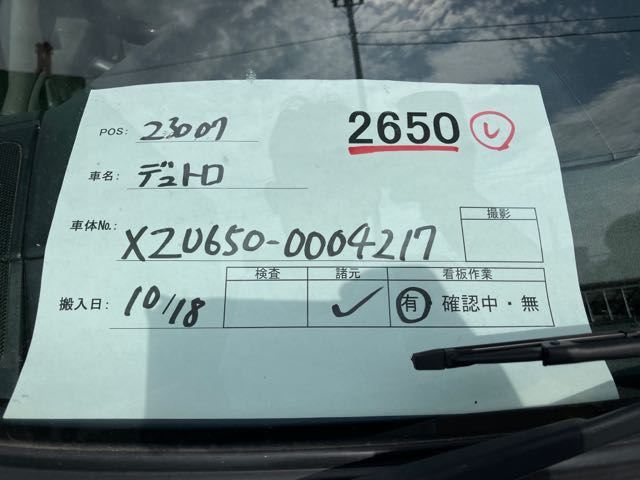 POS: 23007
2650 レ
車名: デュトロ
車体No.: XZU650-0004217
撮影
検査 諸元 看板作業
搬入日: 10/18 ✓ 有 確認中・無